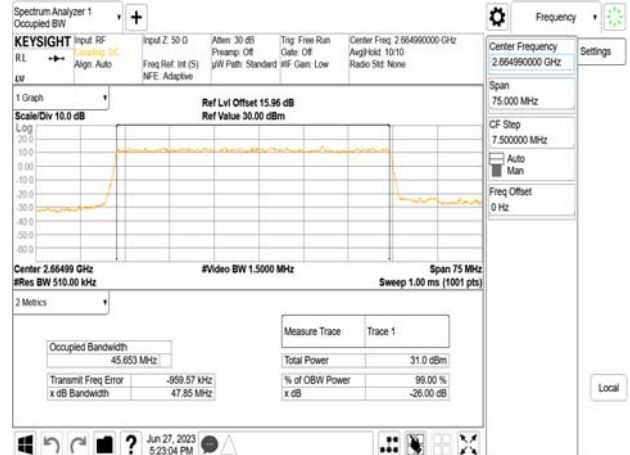 Spectrum Analyzer 1
Occupied BW
Frequency
KEYSIGHT
Input: RF
Coupling: DC
Align: Auto
RL
Input Z: 50 Ω
Freq Ref: Int (S)
NFE: Adaptive
Atten: 30 dB
Preamp: Off
µW Path: Standard
Trig: Free Run
Gate: Off
#IF Gain: Low
Center Freq: 2.664990000 GHz
Avg|Hold: 10/10
Radio Std: None
1 Graph
Scale/Div 10.0 dB
Ref Lvl Offset 15.96 dB
Ref Value 30.00 dBm
Log
20.0
10.0
0.00
-10.0
-20.0
-30.0
-40.0
-50.0
-60.0
Center 2.66499 GHz
#Video BW 1.5000 MHz
Span 75 MHz
#Res BW 510.00 kHz
Sweep 1.00 ms (1001 pts)
2 Metrics
Measure Trace Trace 1
Occupied Bandwidth
45.653 MHz
Total Power 31.0 dBm
Transmit Freq Error -959.57 kHz
% of OBW Power 99.00 %
x dB Bandwidth 47.85 MHz
x dB -26.00 dB
Center Frequency
2.664990000 GHz
Settings
Span
75.000 MHz
CF Step
7.500000 MHz
Auto
Man
Freq Offset
0 Hz
Local
Jun 27, 2023
5:23:04 PM